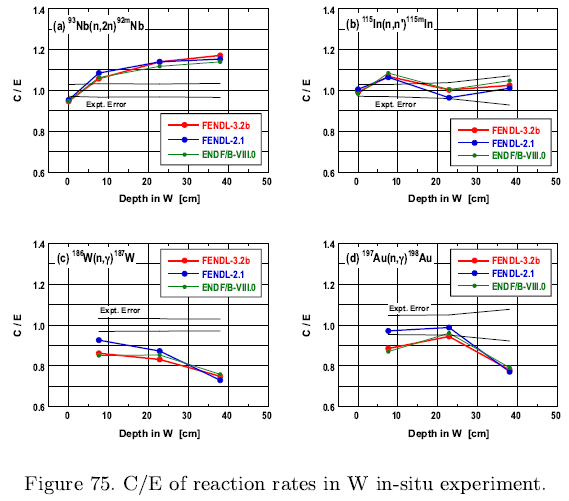 (a) ⁹³Nb(n,2n)⁹²ᵐNb
C / E
1.4
1.2
1.0
0.8
0.6
Expt. Error
FENDL-3.2b
FENDL-2.1
ENDF/B-VIII.0
0 10 20 30 40 50
Depth in W [cm]
(b) ¹¹⁵In(n,n')¹¹⁵ᵐIn
C / E
1.4
1.2
1.0
0.8
0.6
Expt. Error
FENDL-3.2b
FENDL-2.1
ENDF/B-VIII.0
0 10 20 30 40 50
Depth in W [cm]
(c) ¹⁸⁶W(n,γ)¹⁸⁷W
C / E
1.4
1.2
1.0
0.8
0.6
FENDL-3.2b
FENDL-2.1
ENDF/B-VIII.0
Expt. Error
0 10 20 30 40 50
Depth in W [cm]
(d) ¹⁹⁷Au(n,γ)¹⁹⁸Au
C / E
1.4
1.2
1.0
0.8
0.6
FENDL-3.2b
FENDL-2.1
ENDF/B-VIII.0
Expt. Error
0 10 20 30 40 50
Depth in W [cm]
Figure 75. C/E of reaction rates in W in-situ experiment.